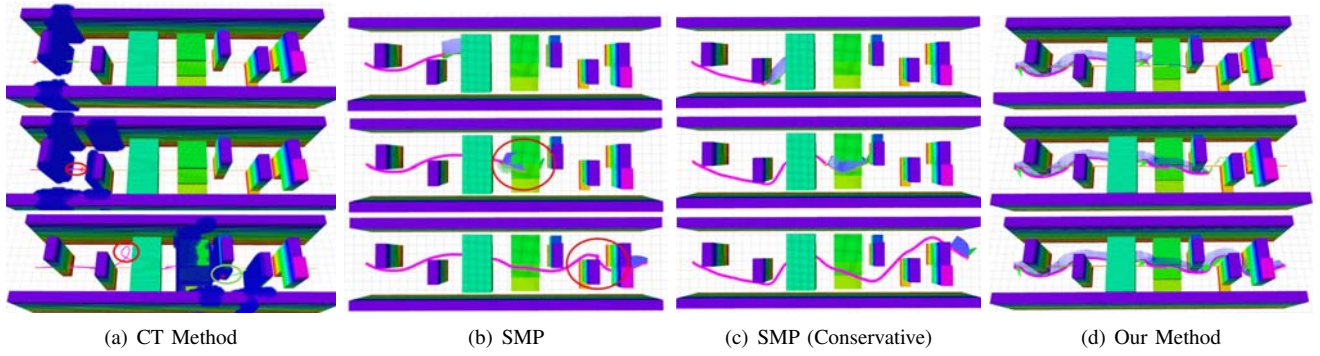 (a) CT Method
(b) SMP
(c) SMP (Conservative)
(d) Our Method